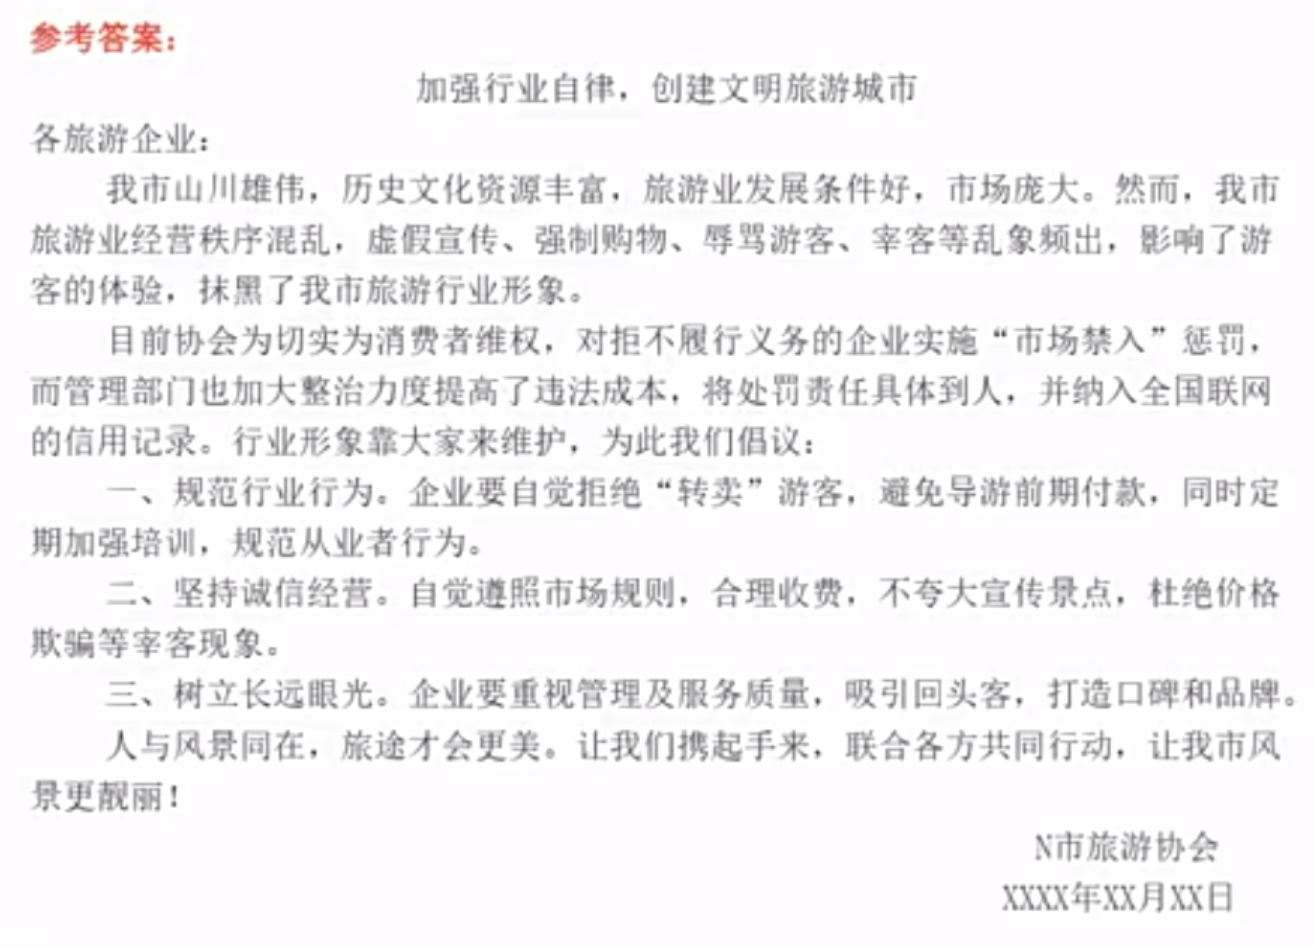 参考答案：
加强行业自律，创建文明旅游城市
各旅游企业：
我市山川雄伟，历史文化资源丰富，旅游业发展条件好，市场庞大。然而，我市
旅游业经营秩序混乱，虚假宣传、强制购物、辱骂游客、宰客等乱象频出，影响了游
客的体验，抹黑了我市旅游行业形象。
目前协会为切实为消费者维权，对拒不履行义务的企业实施“市场禁入”惩罚，
而管理部门也加大整治力度提高了违法成本，将处罚责任具体到人，并纳入全国联网
的信用记录。行业形象靠大家来维护，为此我们倡议：
一、规范行业行为。企业要自觉拒绝“转卖”游客，避免导游前期付款，同时定
期加强培训，规范从业者行为。
二、坚持诚信经营。自觉遵照市场规则，合理收费，不夸大宣传景点，杜绝价格
欺骗等宰客现象。
三、树立长远眼光。企业要重视管理及服务质量，吸引回头客，打造口碑和品牌。
人与风景同在，旅途才会更美。让我们携起手来，联合各方共同行动，让我市风
景更靓丽！
N市旅游协会
XXXX年XX月XX日